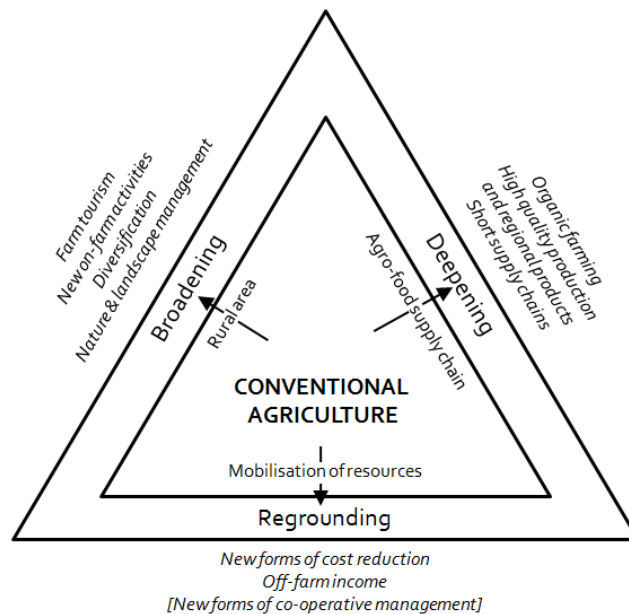 Farm tourism
New on-farm activities
Diversification
Nature & landscape management
Broadening
Rural area
Organic farming
High quality production
and regional products
Short supply chains
Deepening
Agro-food supply chain
CONVENTIONAL
AGRICULTURE
Mobilisation of resources
Regrounding
New forms of cost reduction
Off-farm income
[New forms of co-operative management]